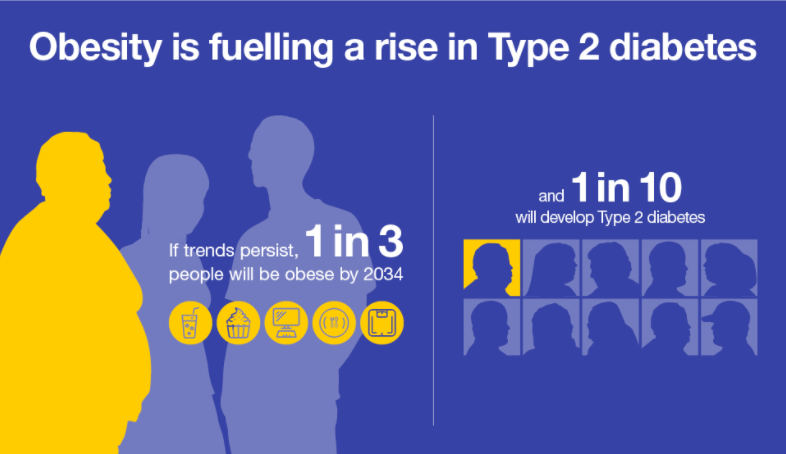 Obesity is fuelling a rise in Type 2 diabetes
If trends persist, 1 in 3
people will be obese by 2034
and 1 in 10
will develop Type 2 diabetes